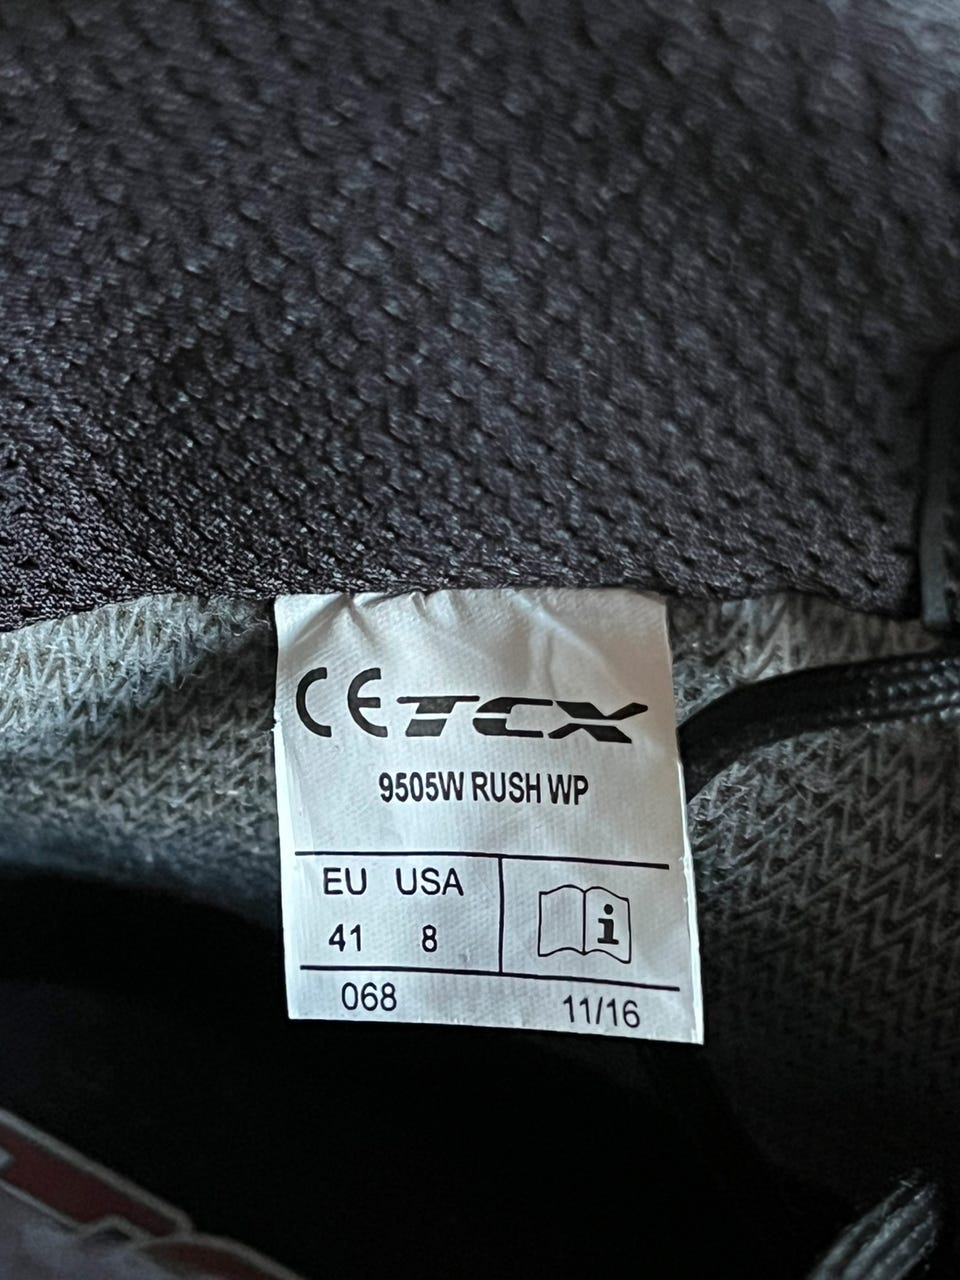 CE TCX
9505W RUSH WP
EU USA
41 8
i
068 11/16